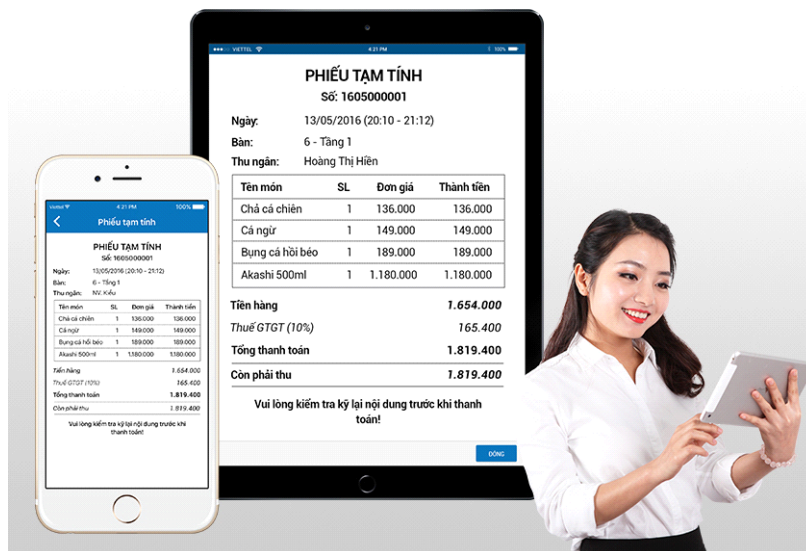 VIETTEL 4:21 PM 100%
PHIẾU TẠM TÍNH
Số: 1605000001
Ngày: 13/05/2016 (20:10 - 21:12)
Bàn: 6 - Tầng 1
Thu ngân: Hoàng Thị Hiền
Tên món SL Đơn giá Thành tiền
Chả cá chiên 1 136.000 136.000
Cá ngừ 1 149.000 149.000
Bụng cá hồi béo 1 189.000 189.000
Akashi 500ml 1 1.180.000 1.180.000
Tiền hàng 1.654.000
Thuế GTGT (10%) 165.400
Tổng thanh toán 1.819.400
Còn phải thu 1.819.400
Vui lòng kiểm tra kỹ lại nội dung trước khi thanh
toán!
ĐÓNG
Viettel 4:21 PM 100%
Phiếu tạm tính
PHIẾU TẠM TÍNH
Số: 1605000001
Ngày: 13/05/2016 (20:10 - 21:12)
Bàn: 6 - Tầng 1
Thu ngân: NV. Kiều
Tên món SL Đơn giá Thành tiền
Chả cá chiên 1 136.000 136.000
Cá ngừ 1 149.000 149.000
Bụng cá hồi béo 1 189.000 189.000
Akashi 500ml 1 1.180.000 1.180.000
Tiền hàng 1.654.000
Thuế GTGT (10%) 165.400
Tổng thanh toán 1.819.400
Còn phải thu 1.819.400
Vui lòng kiểm tra kỹ lại nội dung trước khi
thanh toán!